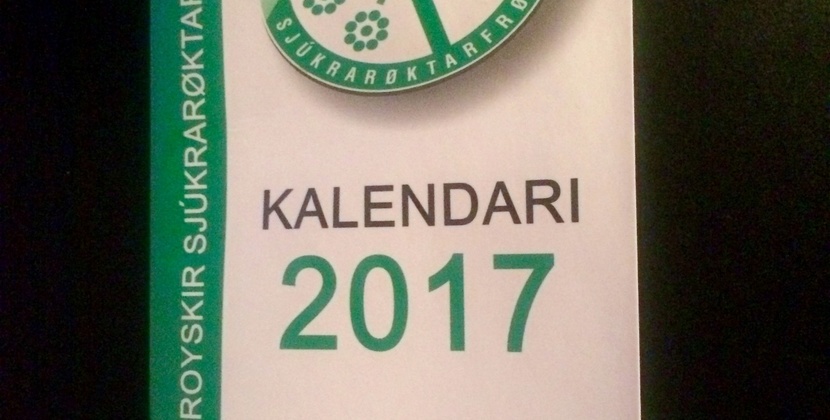 SJÚKRARØKTARFRØ
ROYSKIR SJÚKRARØKTAR
KALENDARI
2017